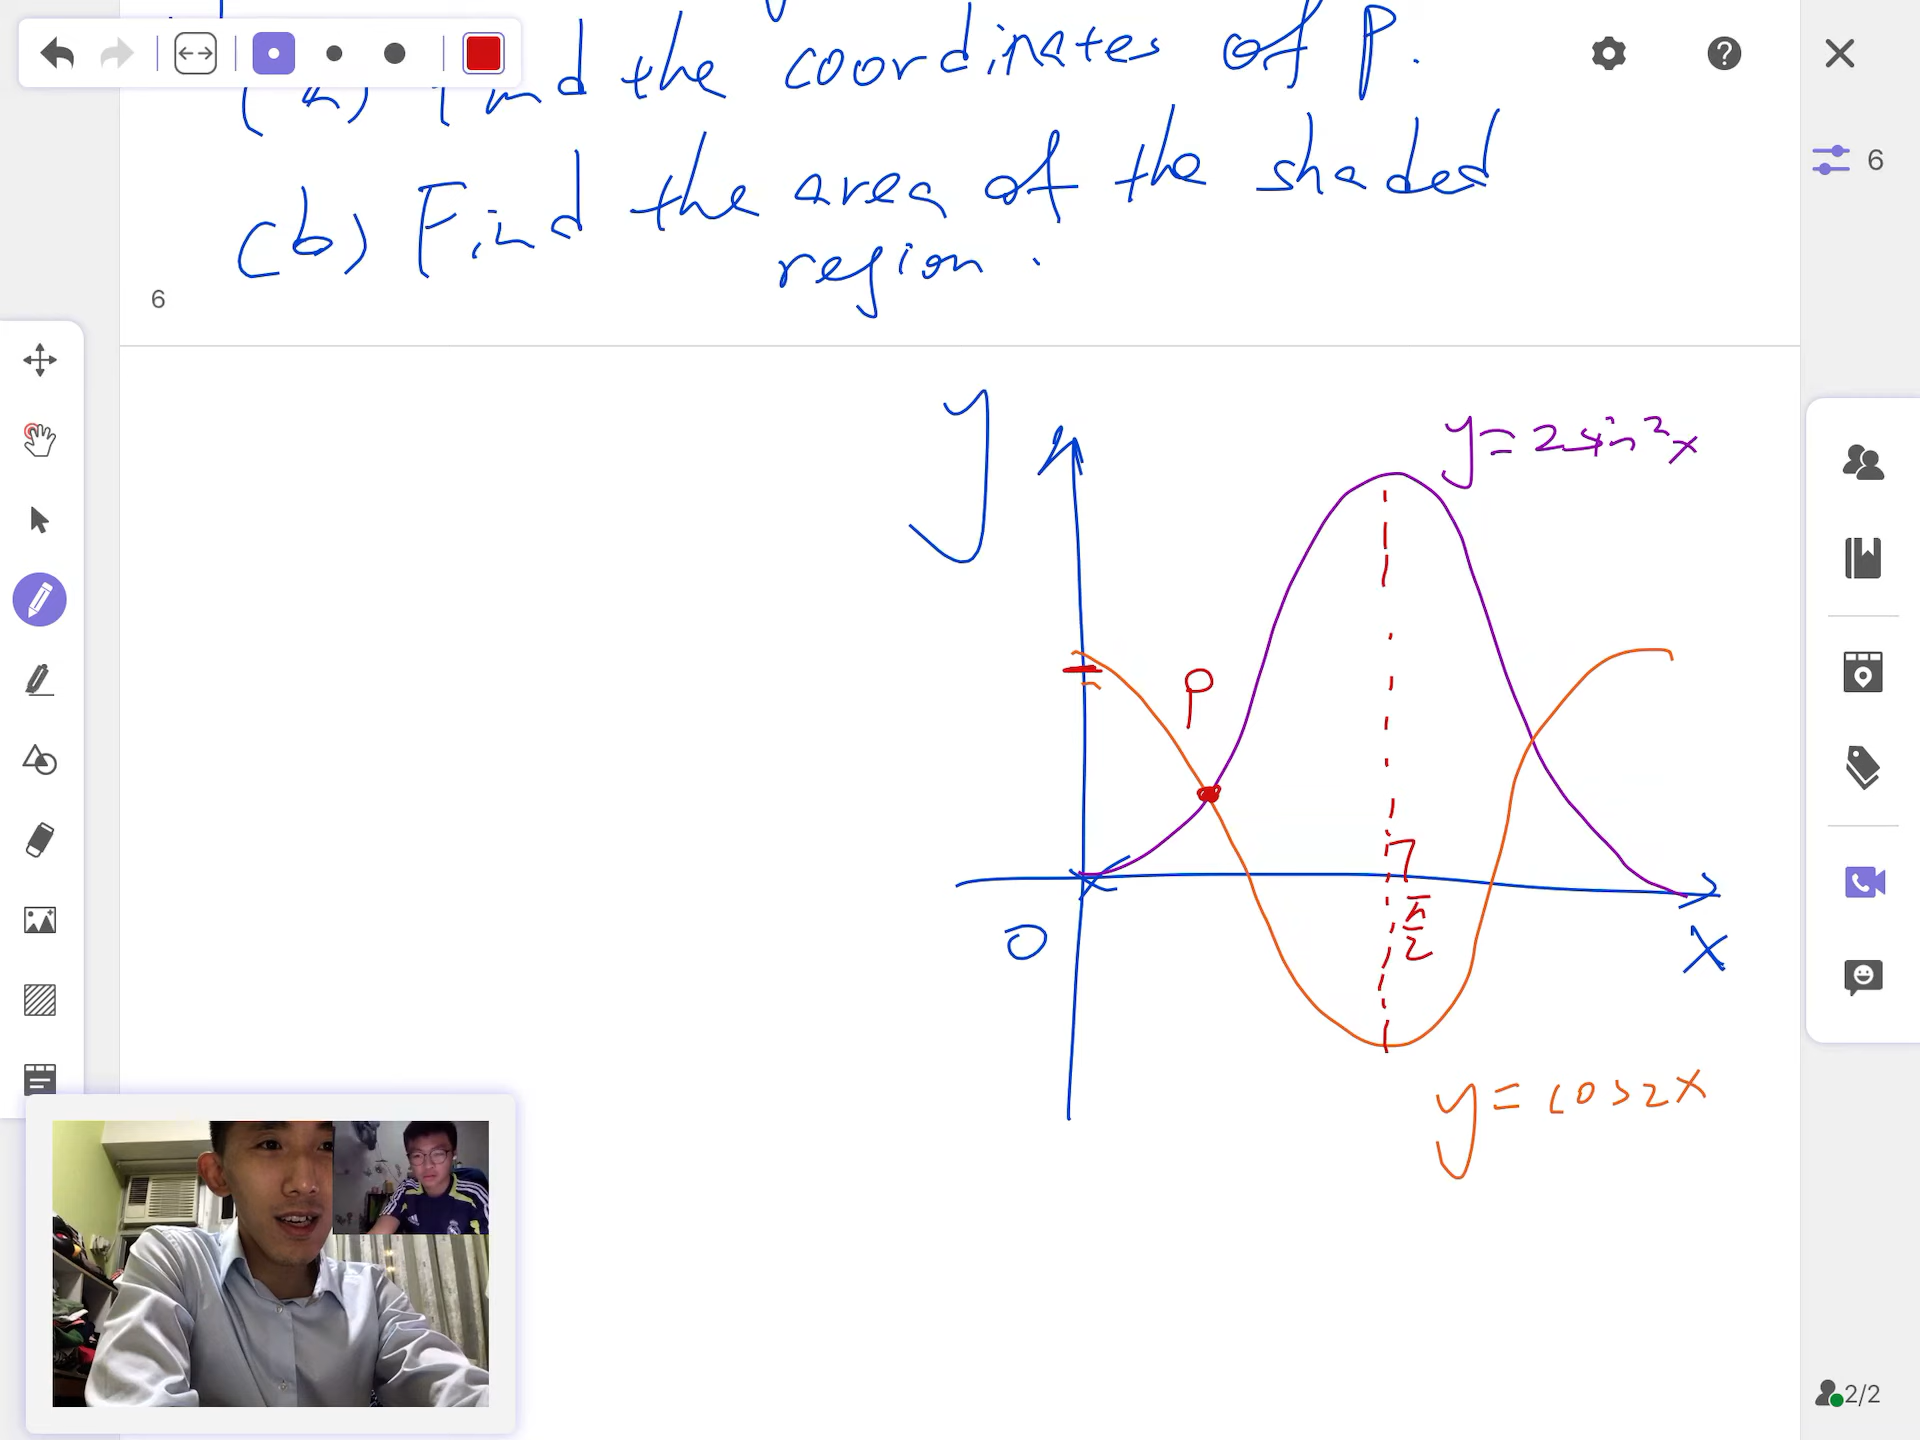 (a) Find the coordinates of P.
(b) Find the area of the shaded
region.
6
6
y
y=2sin²x
P
π/2
O
x
y=cos2x
2/2